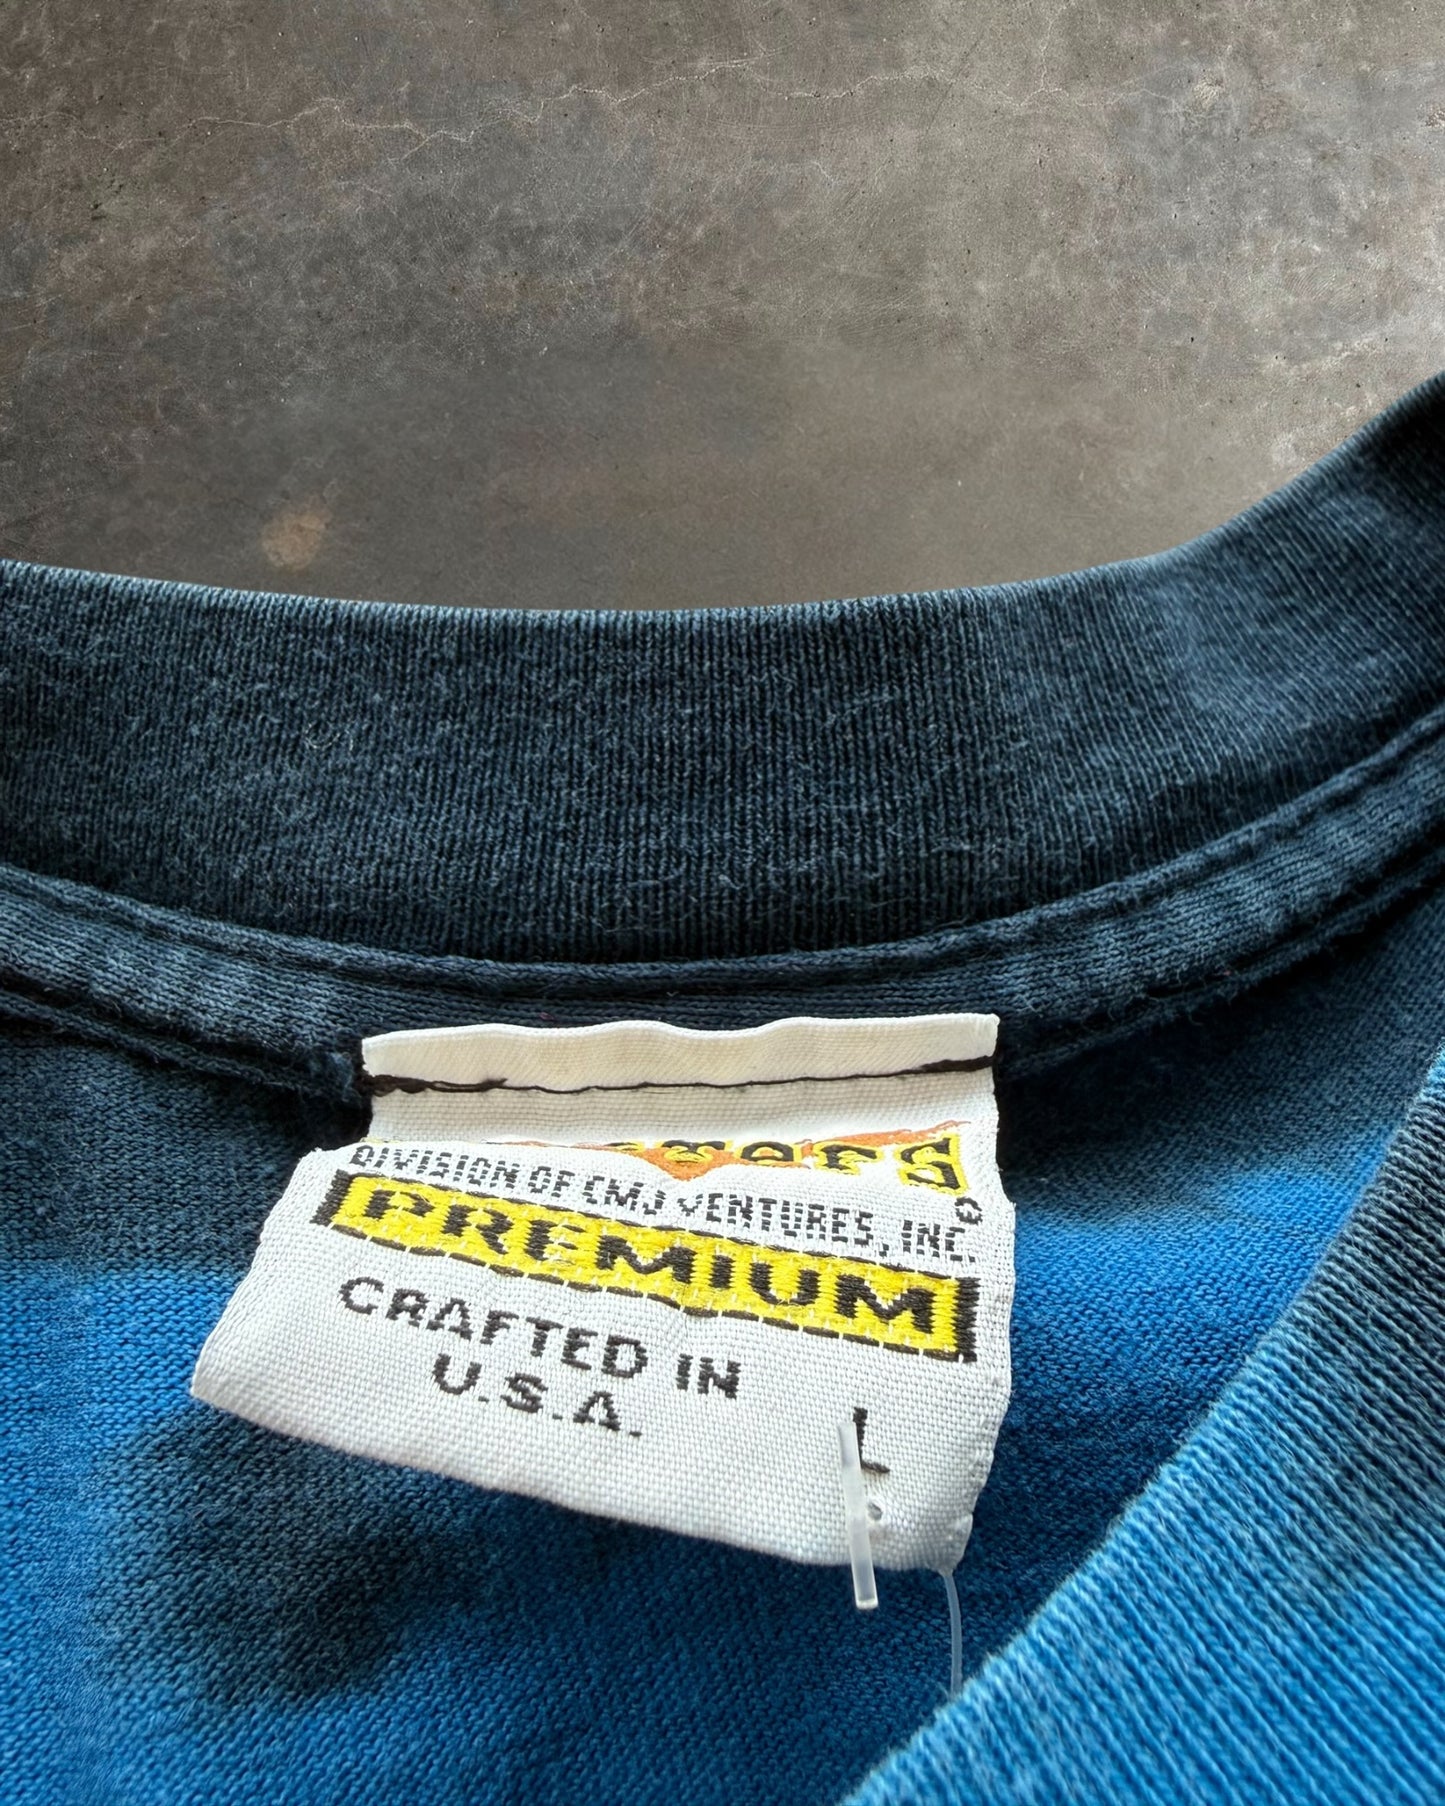 DIVISION OF CMJ VENTURES, INC.
PREMIUM
CRAFTED IN
U.S.A.
L